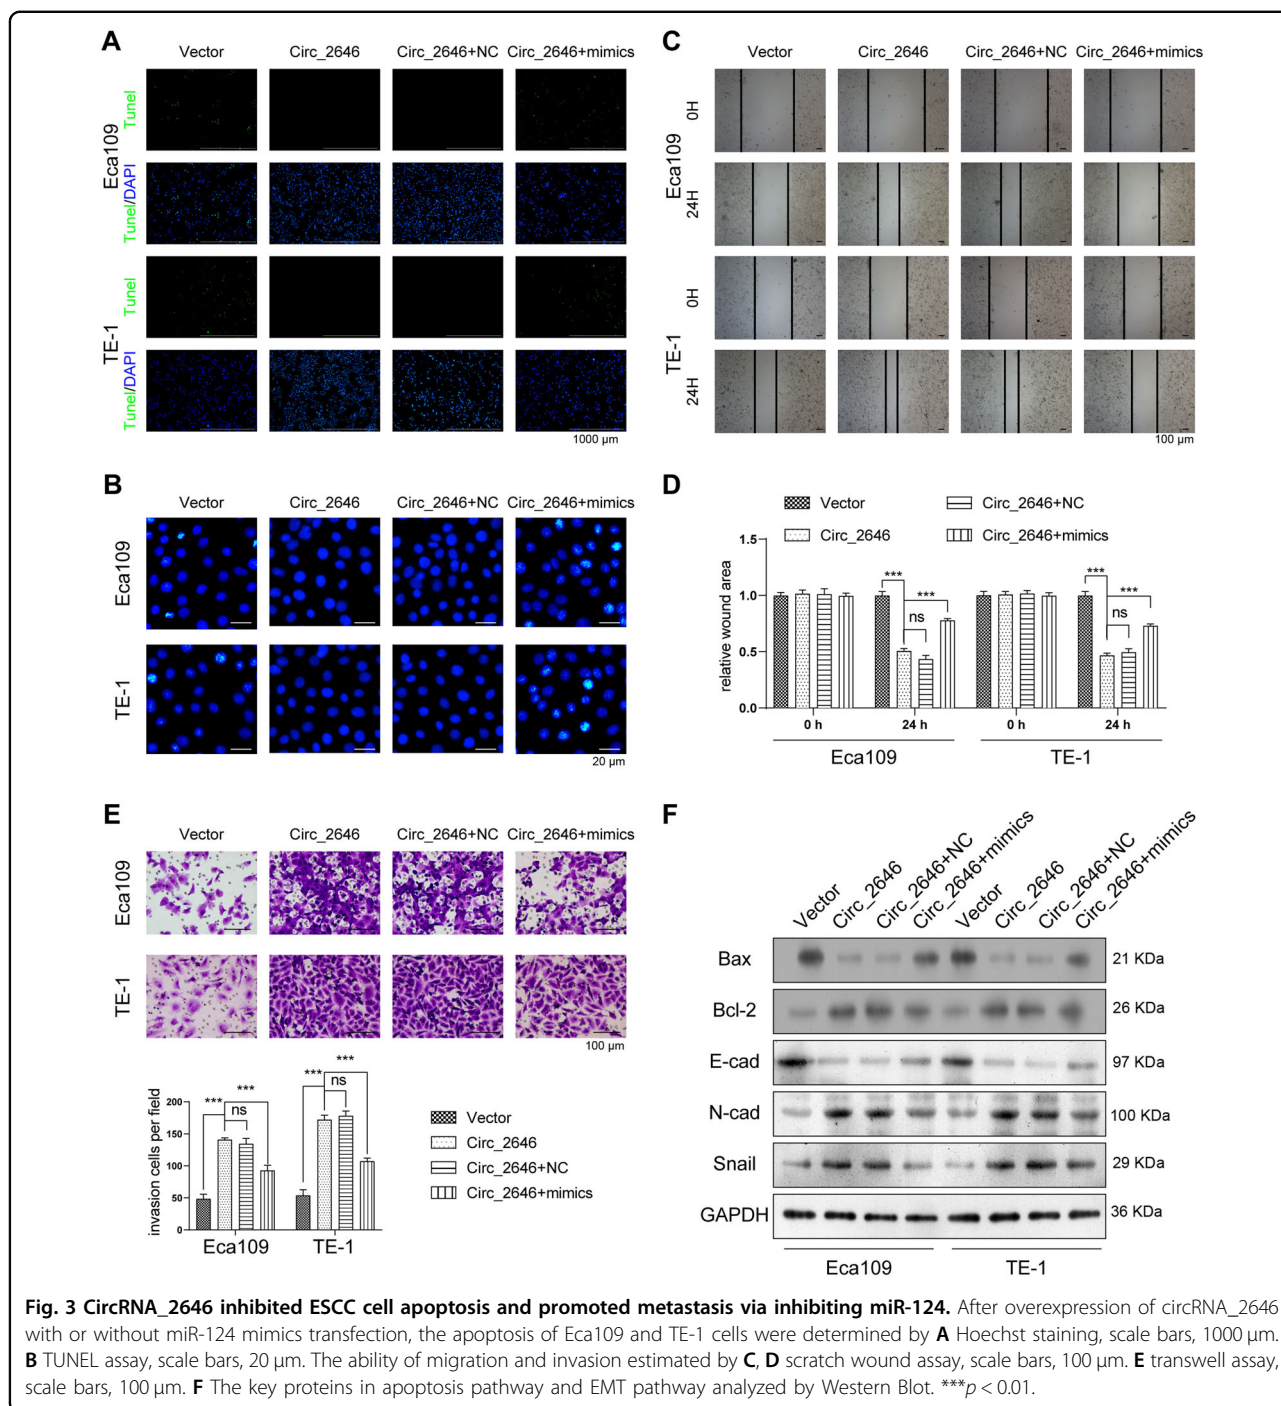 A
Vector Circ_2646 Circ_2646+NC Circ_2646+mimics
Eca109
Tunel
Tunel/DAPI
TE-1
Tunel
Tunel/DAPI
1000 µm
B
Vector Circ_2646 Circ_2646+NC Circ_2646+mimics
Eca109
TE-1
20 µm
C
Vector Circ_2646 Circ_2646+NC Circ_2646+mimics
Eca109
0H
24H
TE-1
0H
24H
100 µm
D
Vector
Circ_2646
Circ_2646+NC
Circ_2646+mimics
relative wound area
1.5
1.0
0.5
0.0
*** *** ns *** *** ns
0 h 24 h 0 h 24 h
Eca109 TE-1
E
Vector Circ_2646 Circ_2646+NC Circ_2646+mimics
Eca109
TE-1
100 µm
invasion cells per field
200
150
100
50
0
*** *** ns *** *** ns
Eca109 TE-1
Vector
Circ_2646
Circ_2646+NC
Circ_2646+mimics
F
Vector Circ_2646 Circ_2646+NC Circ_2646+mimics Vector Circ_2646 Circ_2646+NC Circ_2646+mimics
Bax 21 KDa
Bcl-2 26 KDa
E-cad 97 KDa
N-cad 100 KDa
Snail 29 KDa
GAPDH 36 KDa
Eca109 TE-1
Fig. 3 CircRNA_2646 inhibited ESCC cell apoptosis and promoted metastasis via inhibiting miR-124. After overexpression of circRNA_2646
with or without miR-124 mimics transfection, the apoptosis of Eca109 and TE-1 cells were determined by A Hoechst staining, scale bars, 1000 µm.
B TUNEL assay, scale bars, 20 µm. The ability of migration and invasion estimated by C, D scratch wound assay, scale bars, 100 µm. E transwell assay,
scale bars, 100 µm. F The key proteins in apoptosis pathway and EMT pathway analyzed by Western Blot. ***p < 0.01.